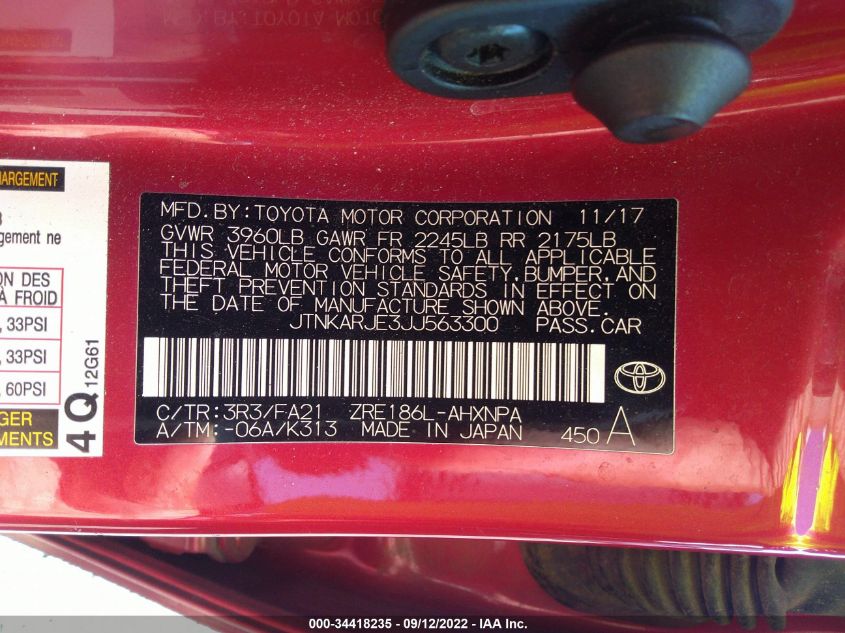 MFD. BY: TOYOTA MOTOR CORPORATION 11/17
GVWR 3960LB GAWR FR 2245LB RR 2175LB
THIS VEHICLE CONFORMS TO ALL APPLICABLE
FEDERAL MOTOR VEHICLE SAFETY, BUMPER, AND
THEFT PREVENTION STANDARDS IN EFFECT ON
THE DATE OF MANUFACTURE SHOWN ABOVE.
JTNKARJE3JJ563300 PASS. CAR
C/TR: 3R3/FA21 ZRE186L-AHXNPA
A/TM: -06A/K313 MADE IN JAPAN 450 A
gement ne
ON DES
À FROID
, 33PSI
, 33PSI
, 60PSI
GER
EMENTS
4Q 12G61
000-34418235 - 09/12/2022 - IAA Inc.